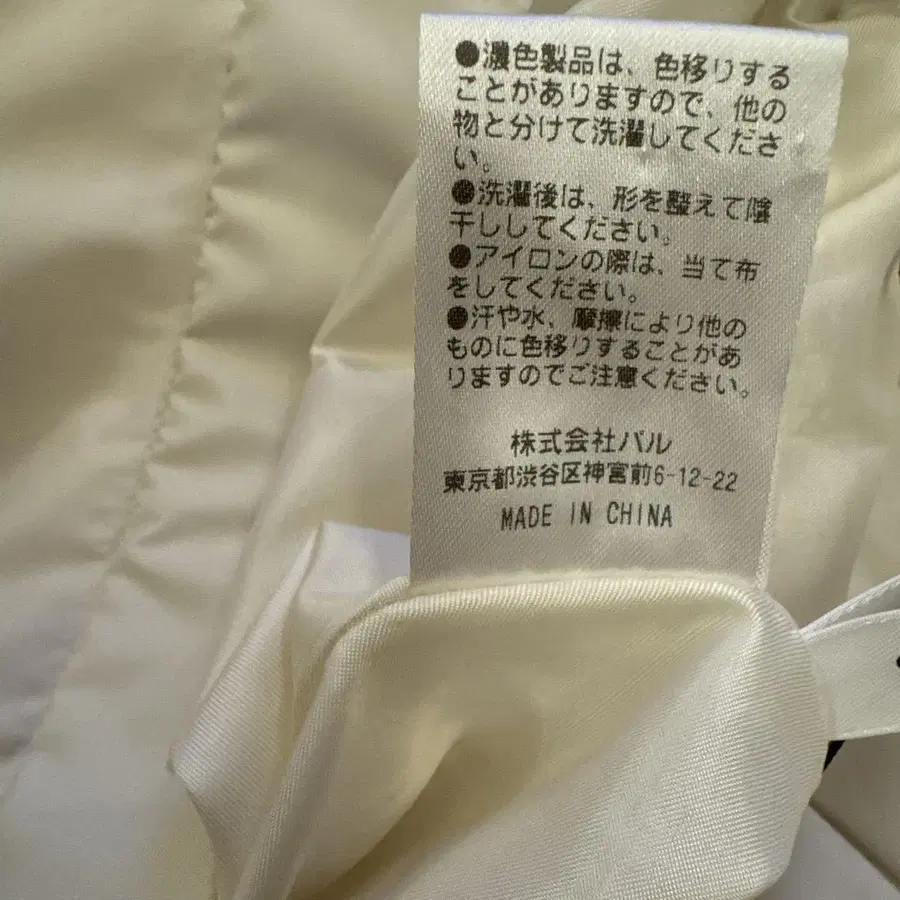 ●濃色製品は、色移りする
ことがありますので、他の
物と分けて洗濯してくださ
い。
●洗濯後は、形を整えて陰
干ししてください。
●アイロンの際は、当て布
をしてください。
●汗や水、摩擦により他の
ものに色移りすることがあ
りますのでご注意ください。
株式会社パル
東京都渋谷区神宮前6-12-22
MADE IN CHINA